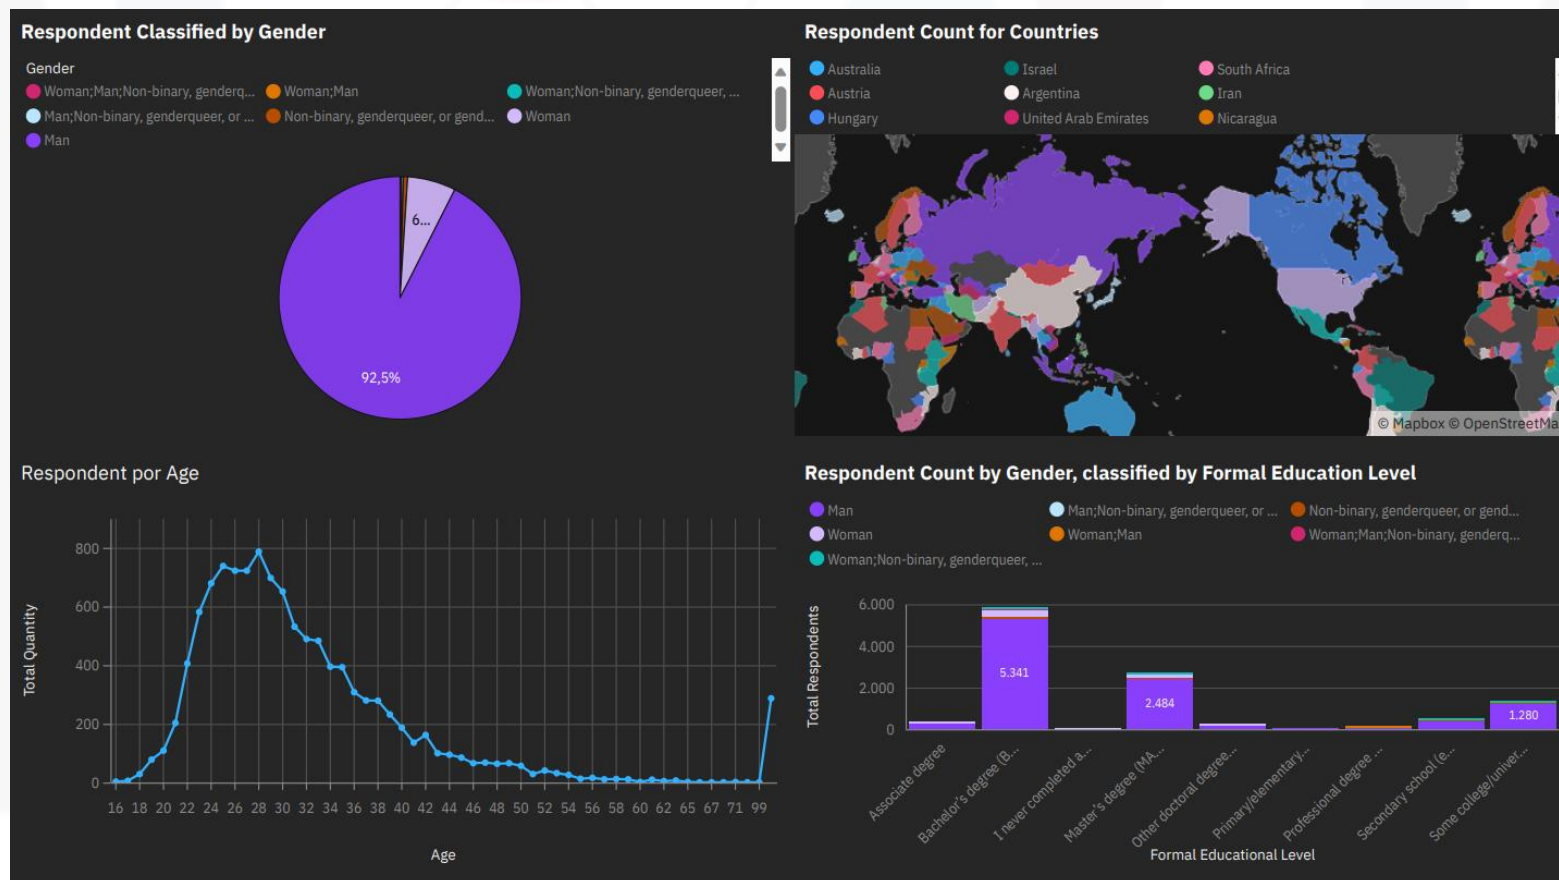 Respondent Classified by Gender
Gender
Woman;Man;Non-binary, genderq... Woman;Man Woman;Non-binary, genderqueer, ...
Man;Non-binary, genderqueer, or ... Non-binary, genderqueer, or gend... Woman
Man
6...
92,5%
Respondent Count for Countries
Australia Israel South Africa
Austria Argentina Iran
Hungary United Arab Emirates Nicaragua
© Mapbox © OpenStreetMa
Respondent por Age
Total Quantity
800
600
400
200
0
16 18 20 22 24 26 28 30 32 34 36 38 40 42 44 46 48 50 52 54 56 58 60 62 65 67 71 99
Age
Respondent Count by Gender, classified by Formal Education Level
Man Man;Non-binary, genderqueer, or ... Non-binary, genderqueer, or gend...
Woman Woman;Man Woman;Man;Non-binary, genderq...
Woman;Non-binary, genderqueer, ...
Total Respondents
6.000
4.000
2.000
0
5.341
2.484
1.280
Associate degree
Bachelor's degree (B...
I never completed a...
Master's degree (MA,...
Other doctoral degree...
Primary/elementary...
Professional degree ...
Secondary school (e...
Some college/univer...
Formal Educational Level